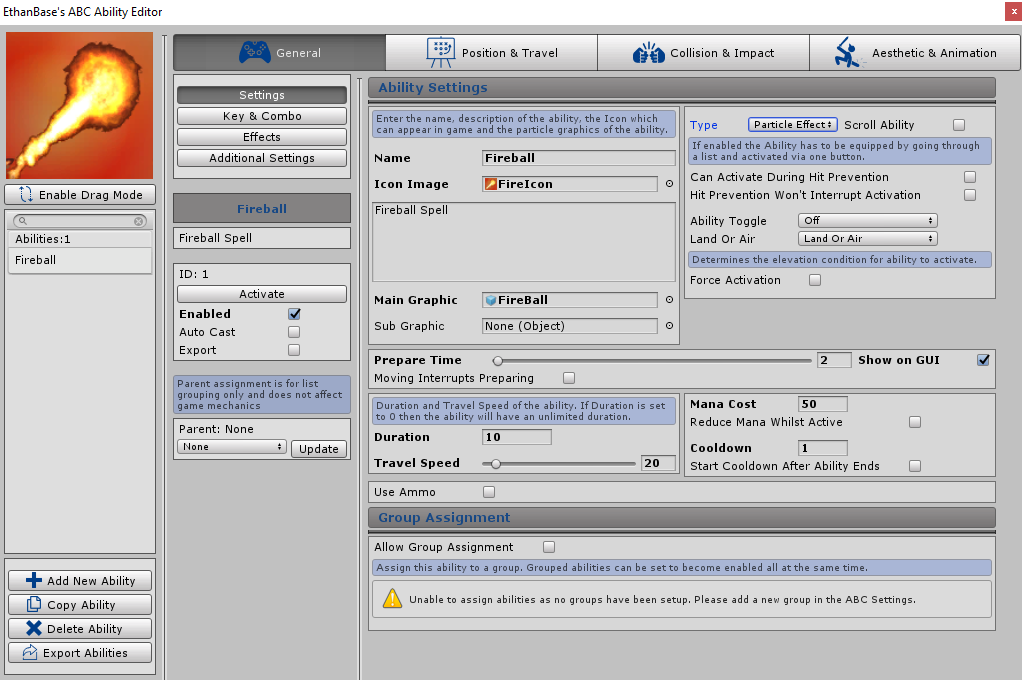 EthanBase's ABC Ability Editor
x
General
Position & Travel
Collision & Impact
Aesthetic & Animation
Enable Drag Mode
Abilities:1
Fireball
Add New Ability
Copy Ability
Delete Ability
Export Abilities
Settings
Key & Combo
Effects
Additional Settings
Fireball
Fireball Spell
ID: 1
Activate
Enabled
Auto Cast
Export
Parent assignment is for list
grouping only and does not affect
game mechanics
Parent: None
None
Update
Ability Settings
Enter the name, description of the ability, the Icon which
can appear in game and the particle graphics of the ability.
Name Fireball
Icon Image FireIcon
Fireball Spell
Main Graphic FireBall
Sub Graphic None (Object)
Type Particle Effect Scroll Ability
If enabled the Ability has to be equipped by going through
a list and activated via one button.
Can Activate During Hit Prevention
Hit Prevention Won't Interrupt Activation
Ability Toggle Off
Land Or Air Land Or Air
Determines the elevation condition for ability to activate.
Force Activation
Prepare Time 2 Show on GUI
Moving Interrupts Preparing
Duration and Travel Speed of the ability. If Duration is set
to 0 then the ability will have an unlimited duration.
Duration 10
Travel Speed 20
Mana Cost 50
Reduce Mana Whilst Active
Cooldown 1
Start Cooldown After Ability Ends
Use Ammo
Group Assignment
Allow Group Assignment
Assign this ability to a group. Grouped abilities can be set to become enabled all at the same time.
Unable to assign abilities as no groups have been setup. Please add a new group in the ABC Settings.